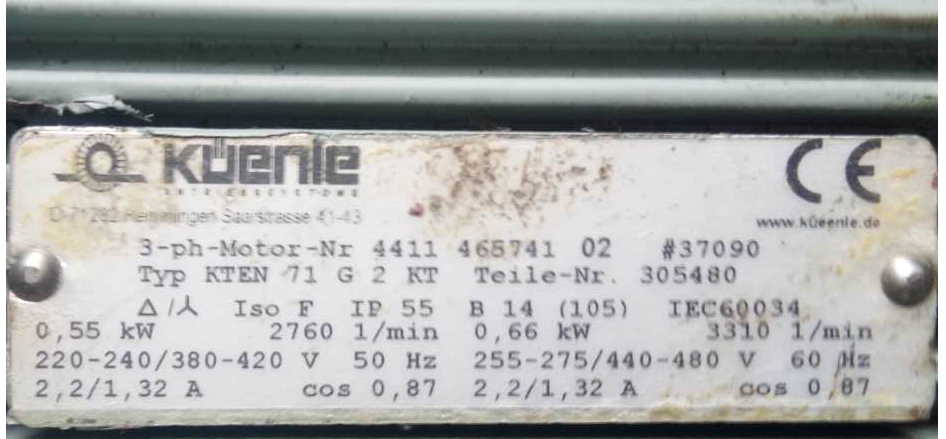 KÜenle
ANTRIEBSSYSTEME
CE
D-71282 Hemmingen Saarstrasse 41-43
www.kueenle.de
3-ph-Motor-Nr 4411 465741 02 #37090
Typ KTEN 71 G 2 KT Teile-Nr. 305480
Δ/⅄ Iso F IP 55 B 14 (105) IEC60034
0,55 kW 2760 1/min 0,66 kW 3310 1/min
220-240/380-420 V 50 Hz 255-275/440-480 V 60 Hz
2,2/1,32 A cos 0,87 2,2/1,32 A cos 0,87